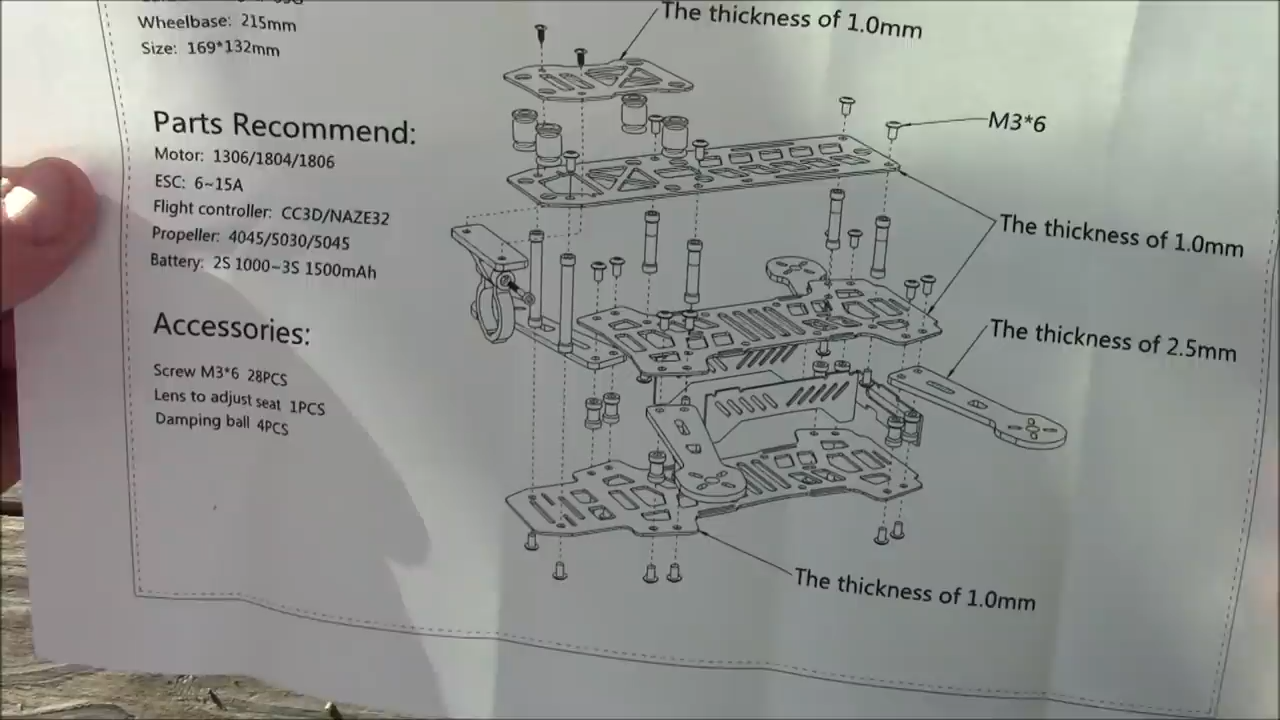 Wheelbase: 215mm
Size: 169*132mm
Parts Recommend:
Motor: 1306/1804/1806
ESC: 6~15A
Flight controller: CC3D/NAZE32
Propeller: 4045/5030/5045
Battery: 2S 1000~3S 1500mAh
Accessories:
Screw M3*6 28PCS
Lens to adjust seat 1PCS
Damping ball 4PCS
The thickness of 1.0mm
M3*6
The thickness of 1.0mm
The thickness of 2.5mm
The thickness of 1.0mm